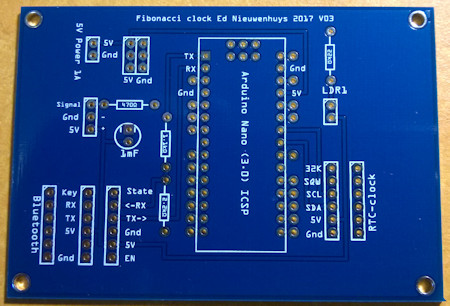 Fibonacci clock Ed Nieuwenhuys 2017 V03
5V Power 1A
5V
Gnd
5V Gnd
TX
RX
Gnd
Arduino Nano (3.0) ICSP
Gnd
5V
LDR1
Signal
Gnd -
5V +
470Ω
1mF
32K
SQW
SCL
SDA
5V
Gnd
RTC-clock
Bluetooth
Key
RX
TX
5V
Gnd
State
<-RX
TX->
Gnd
5V
EN